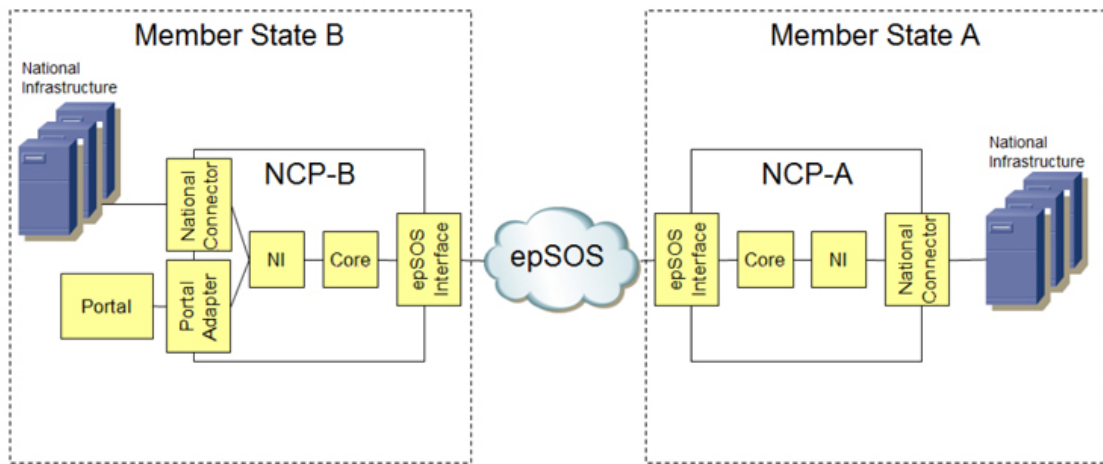 Member State B
Member State A
National
Infrastructure
National
Infrastructure
NCP-B
NCP-A
National
Connector
NI
Core
epSOS
Interface
epSOS
epSOS
Interface
Core
NI
National
Connector
Portal
Portal
Adapter